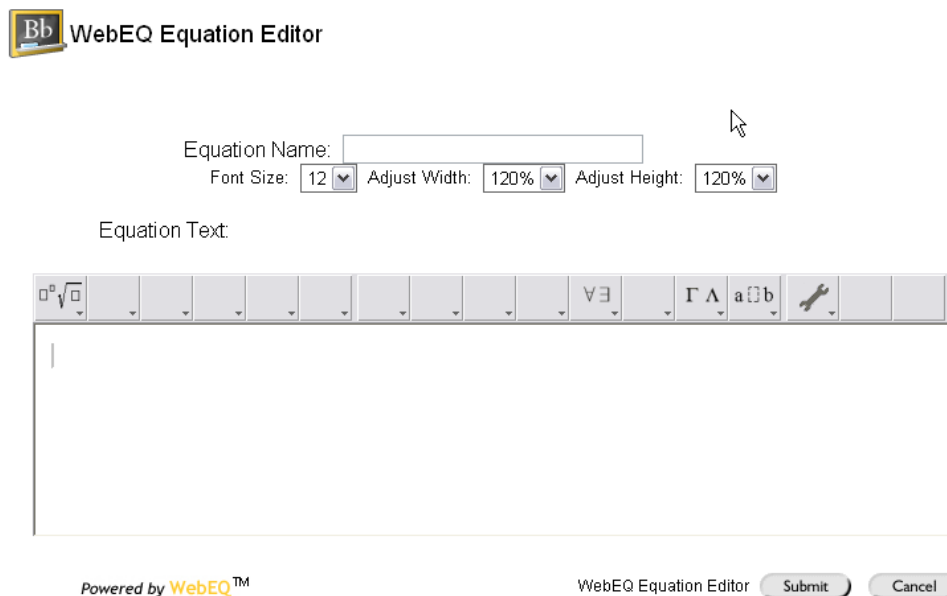 Bb WebEQ Equation Editor
Equation Name:
Font Size: 12 Adjust Width: 120% Adjust Height: 120%
Equation Text:
□□√□ ∀∃ Γ Λ a□b
Powered by WebEQ™ WebEQ Equation Editor Submit Cancel